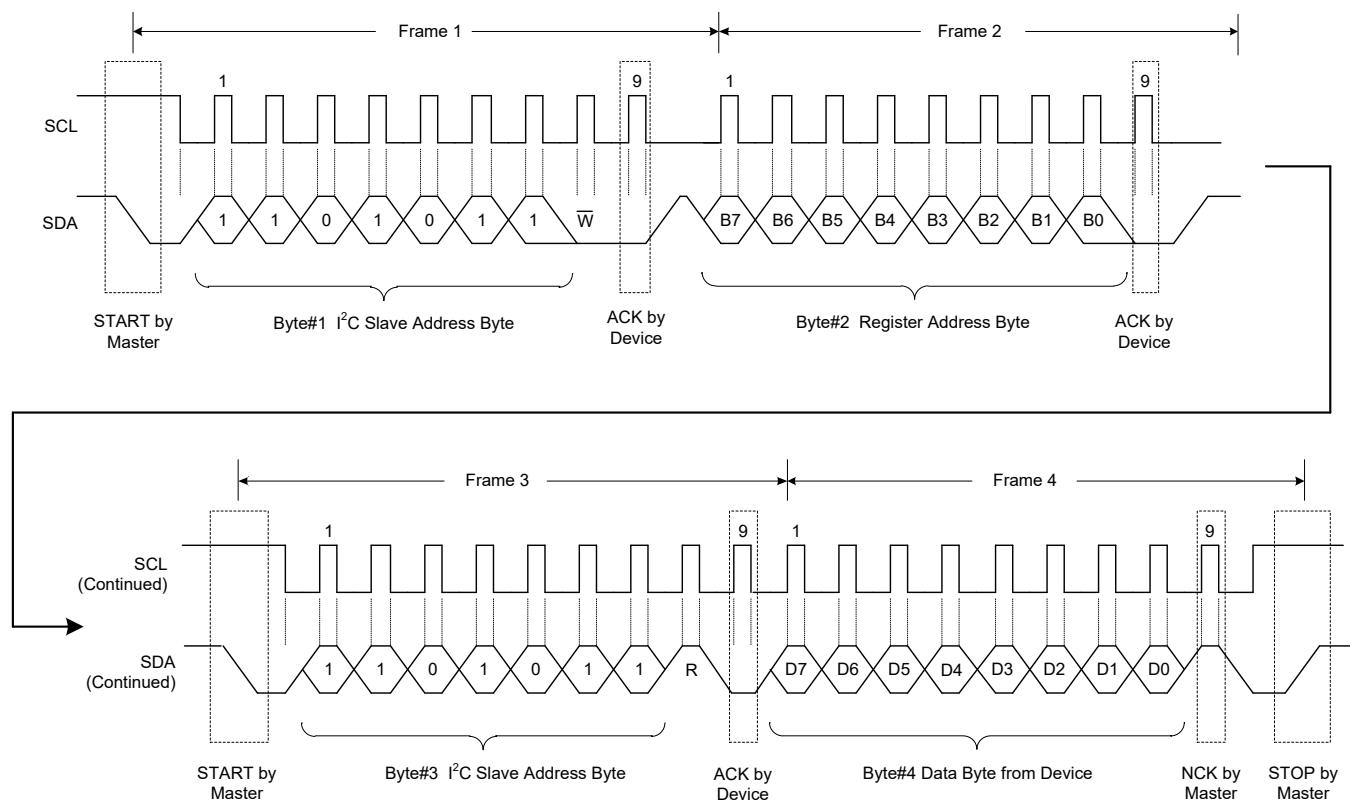 Frame 1 Frame 2
1 9 1 9
SCL
SDA 1 1 0 1 0 1 1 W̅ B7 B6 B5 B4 B3 B2 B1 B0
START by
Master
Byte#1 I²C Slave Address Byte
ACK by
Device
Byte#2 Register Address Byte
ACK by
Device
Frame 3 Frame 4
1 9 1 9
SCL
(Continued)
SDA
(Continued)
1 1 0 1 0 1 1 R D7 D6 D5 D4 D3 D2 D1 D0
START by
Master
Byte#3 I²C Slave Address Byte
ACK by
Device
Byte#4 Data Byte from Device
NCK by
Master
STOP by
Master